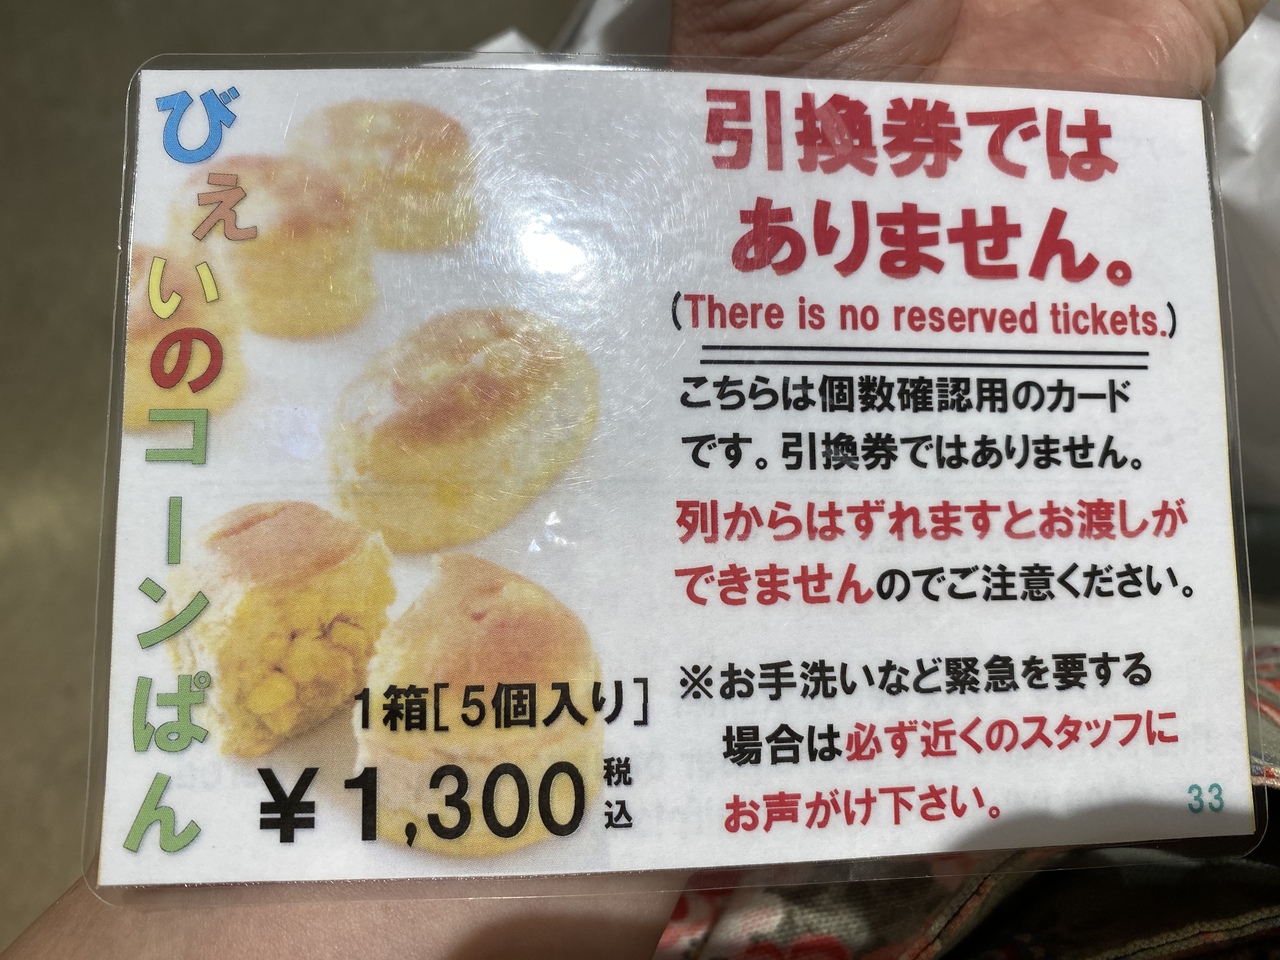 びえいのコーンぱん
1箱[5個入り]
¥1,300税込
引換券では
ありません。
(There is no reserved tickets.)
こちらは個数確認用のカード
です。引換券ではありません。
列からはずれますとお渡しが
できませんのでご注意ください。
※お手洗いなど緊急を要する
場合は必ず近くのスタッフに
お声がけ下さい。
33